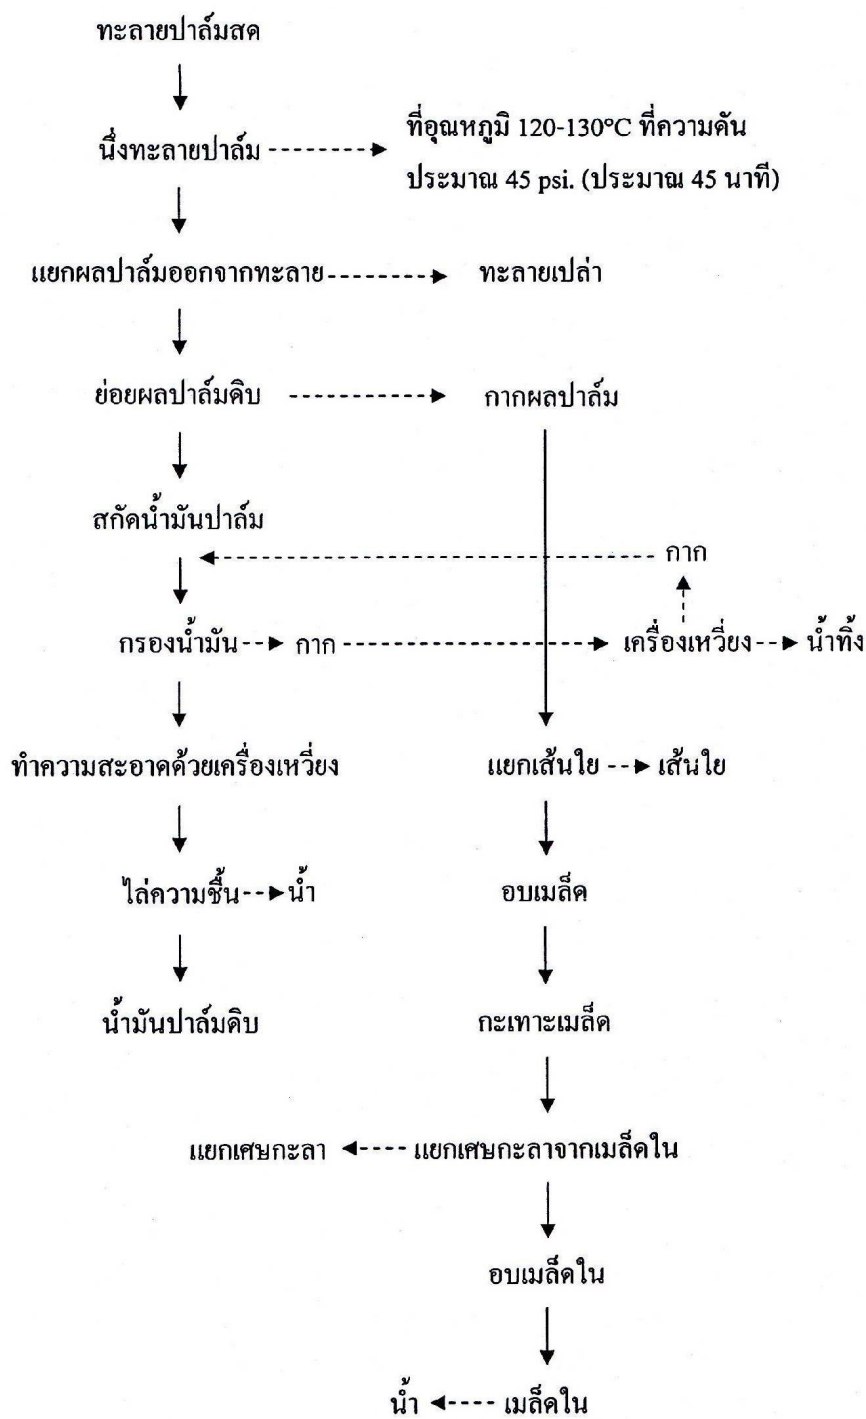 ทะลายปาล์มสด
นึ่งทะลายปาล์ม
ที่อุณหภูมิ 120-130°C ที่ความดัน
ประมาณ 45 psi. (ประมาณ 45 นาที)
แยกผลปาล์มออกจากทะลาย
ทะลายเปล่า
ย่อยผลปาล์มดิบ
กากผลปาล์ม
สกัดน้ำมันปาล์ม
กาก
กรองน้ำมัน
กาก
เครื่องเหวี่ยง
น้ำทิ้ง
ทำความสะอาดด้วยเครื่องเหวี่ยง
แยกเส้นใย
เส้นใย
ไล่ความชื้น
น้ำ
อบเมล็ด
น้ำมันปาล์มดิบ
กะเทาะเมล็ด
แยกเศษกะลา
แยกเศษกะลาจากเมล็ดใน
อบเมล็ดใน
น้ำ
เมล็ดใน